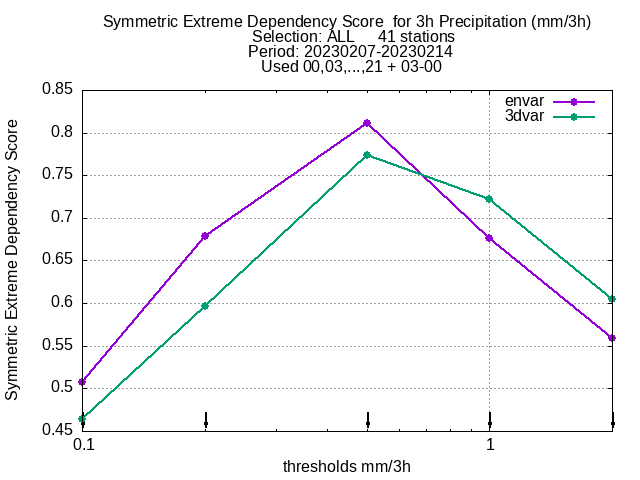 Symmetric Extreme Dependency Score  for 3h Precipitation (mm/3h)
Selection: ALL     41 stations
Period: 20230207-20230214
Used 00,03,...,21 + 03-00
envar
3dvar
Symmetric Extreme Dependency Score
0.85
0.8
0.75
0.7
0.65
0.6
0.55
0.5
0.45
0.1
1
thresholds mm/3h